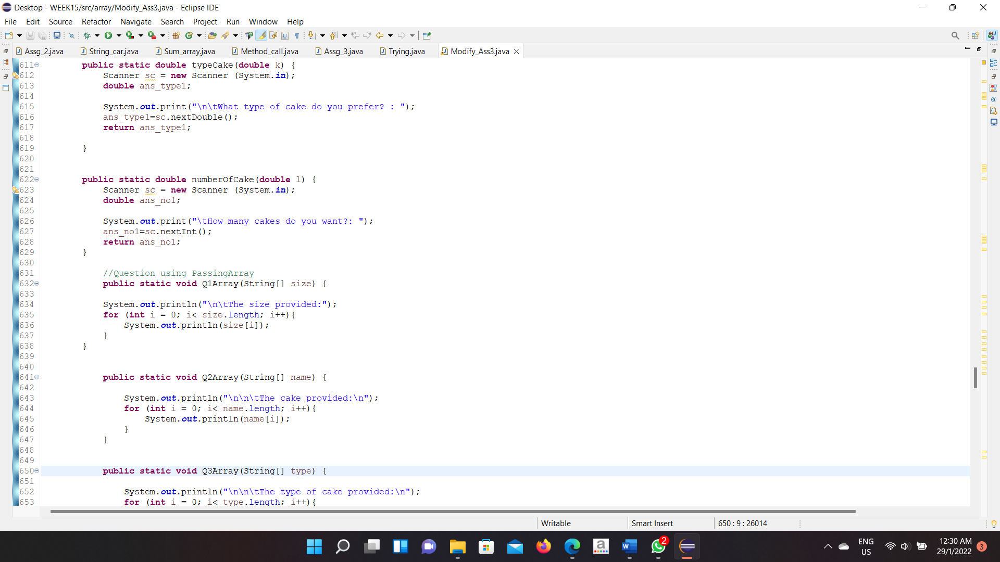 Desktop - WEEK15/src/array/Modify_Ass3.java - Eclipse IDE
File Edit Source Refactor Navigate Search Project Run Window Help
Assg_2.java String_car.java Sum_array.java Method_call.java Assg_3.java Trying.java Modify_Ass3.java
611 public static double typeCake(double k) {
612 Scanner sc = new Scanner (System.in);
613 double ans_type1;
614
615 System.out.print("\n\tWhat type of cake do you prefer? : ");
616 ans_type1=sc.nextDouble();
617 return ans_type1;
618
619 }
620
621
622 public static double numberOfCake(double l) {
623 Scanner sc = new Scanner (System.in);
624 double ans_no1;
625
626 System.out.print("\tHow many cakes do you want?: ");
627 ans_no1=sc.nextInt();
628 return ans_no1;
629 }
630
631 //Question using PassingArray
632 public static void Q1Array(String[] size) {
633
634 System.out.println("\n\tThe size provided:");
635 for (int i = 0; i< size.length; i++){
636 System.out.println(size[i]);
637 }
638 }
639
640
641 public static void Q2Array(String[] name) {
642
643 System.out.println("\n\n\tThe cake provided:\n");
644 for (int i = 0; i< name.length; i++){
645 System.out.println(name[i]);
646 }
647 }
648
649
650 public static void Q3Array(String[] type) {
651
652 System.out.println("\n\n\tThe type of cake provided:\n");
653 for (int i = 0; i< type.length; i++){
Writable Smart Insert 650 : 9 : 26014
2
ENG
US
12:30 AM
29/1/2022
3